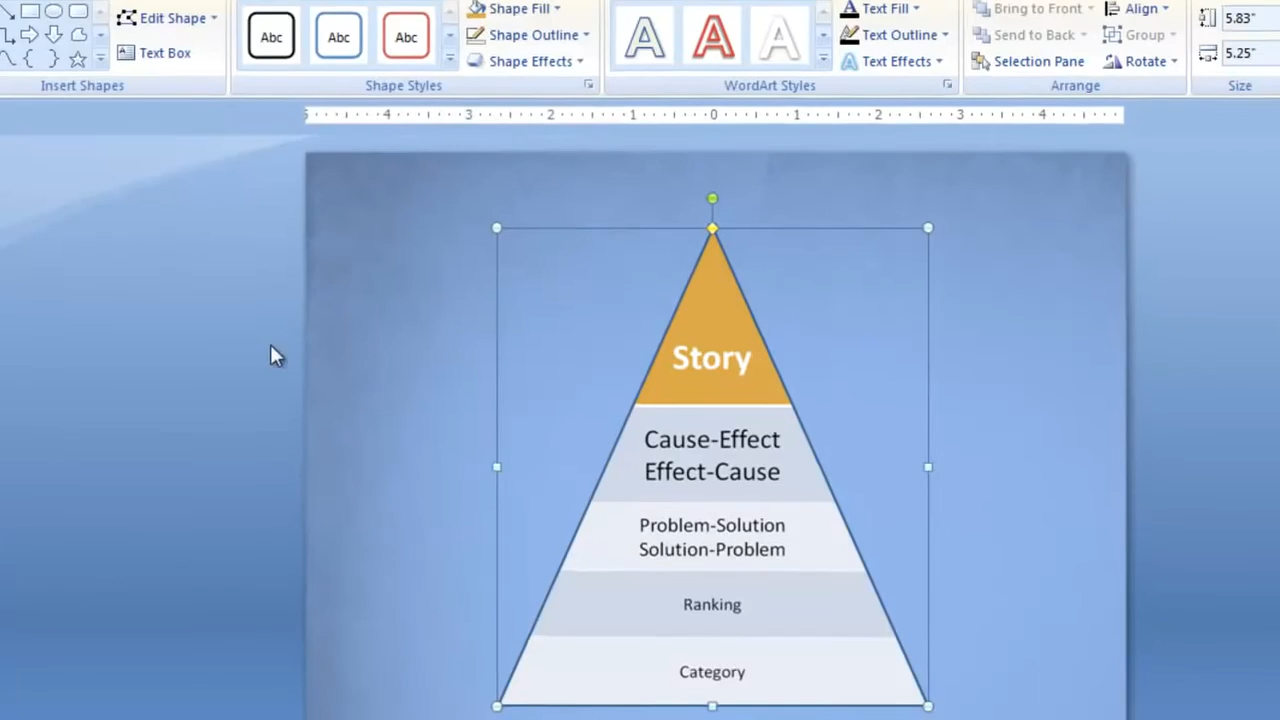 Edit Shape
Text Box
Insert Shapes
Abc Abc Abc
Shape Fill
Shape Outline
Shape Effects
Shape Styles
A A A
Text Fill
Text Outline
Text Effects
WordArt Styles
Bring to Front
Send to Back
Selection Pane
Align
Group
Rotate
Arrange
5.83"
5.25"
Size
4 3 2 1 0 1 2 3 4
Story
Cause-Effect
Effect-Cause
Problem-Solution
Solution-Problem
Ranking
Category